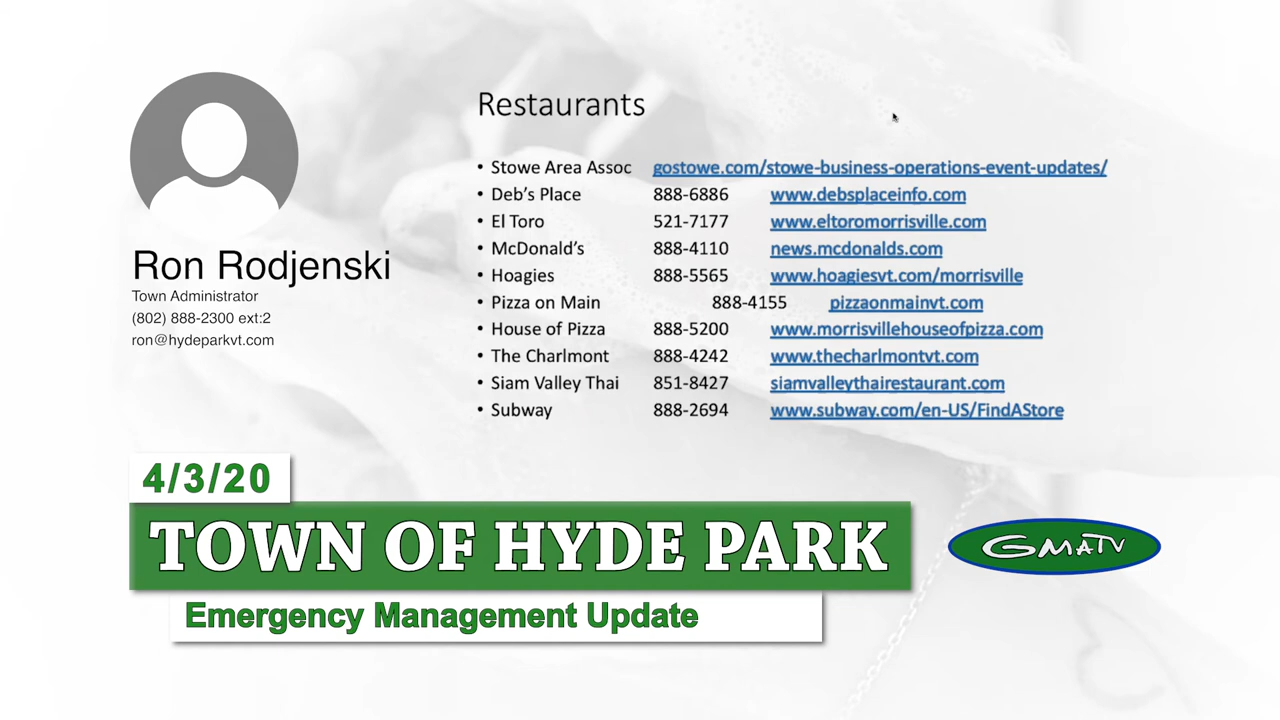 Restaurants
• Stowe Area Assoc gostowe.com/stowe-business-operations-event-updates/
• Deb's Place 888-6886 www.debsplaceinfo.com
• El Toro 521-7177 www.eltoromorrisville.com
• McDonald's 888-4110 news.mcdonalds.com
• Hoagies 888-5565 www.hoagiesvt.com/morrisville
• Pizza on Main 888-4155 pizzaonmainvt.com
• House of Pizza 888-5200 www.morrisvillehouseofpizza.com
• The Charlmont 888-4242 www.thecharlmontvt.com
• Siam Valley Thai 851-8427 siamvalleythairestaurant.com
• Subway 888-2694 www.subway.com/en-US/FindAStore
Ron Rodjenski
Town Administrator
(802) 888-2300 ext:2
ron@hydeparkvt.com
4/3/20
TOWN OF HYDE PARK
Emergency Management Update
GMATV